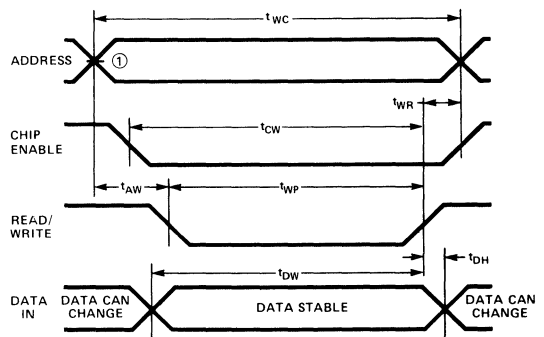 tWC
ADDRESS
①
tWR
CHIP
ENABLE
tCW
tAW
tWP
READ/
WRITE
tDH
tDW
DATA
IN
DATA CAN
CHANGE
DATA STABLE
DATA CAN
CHANGE